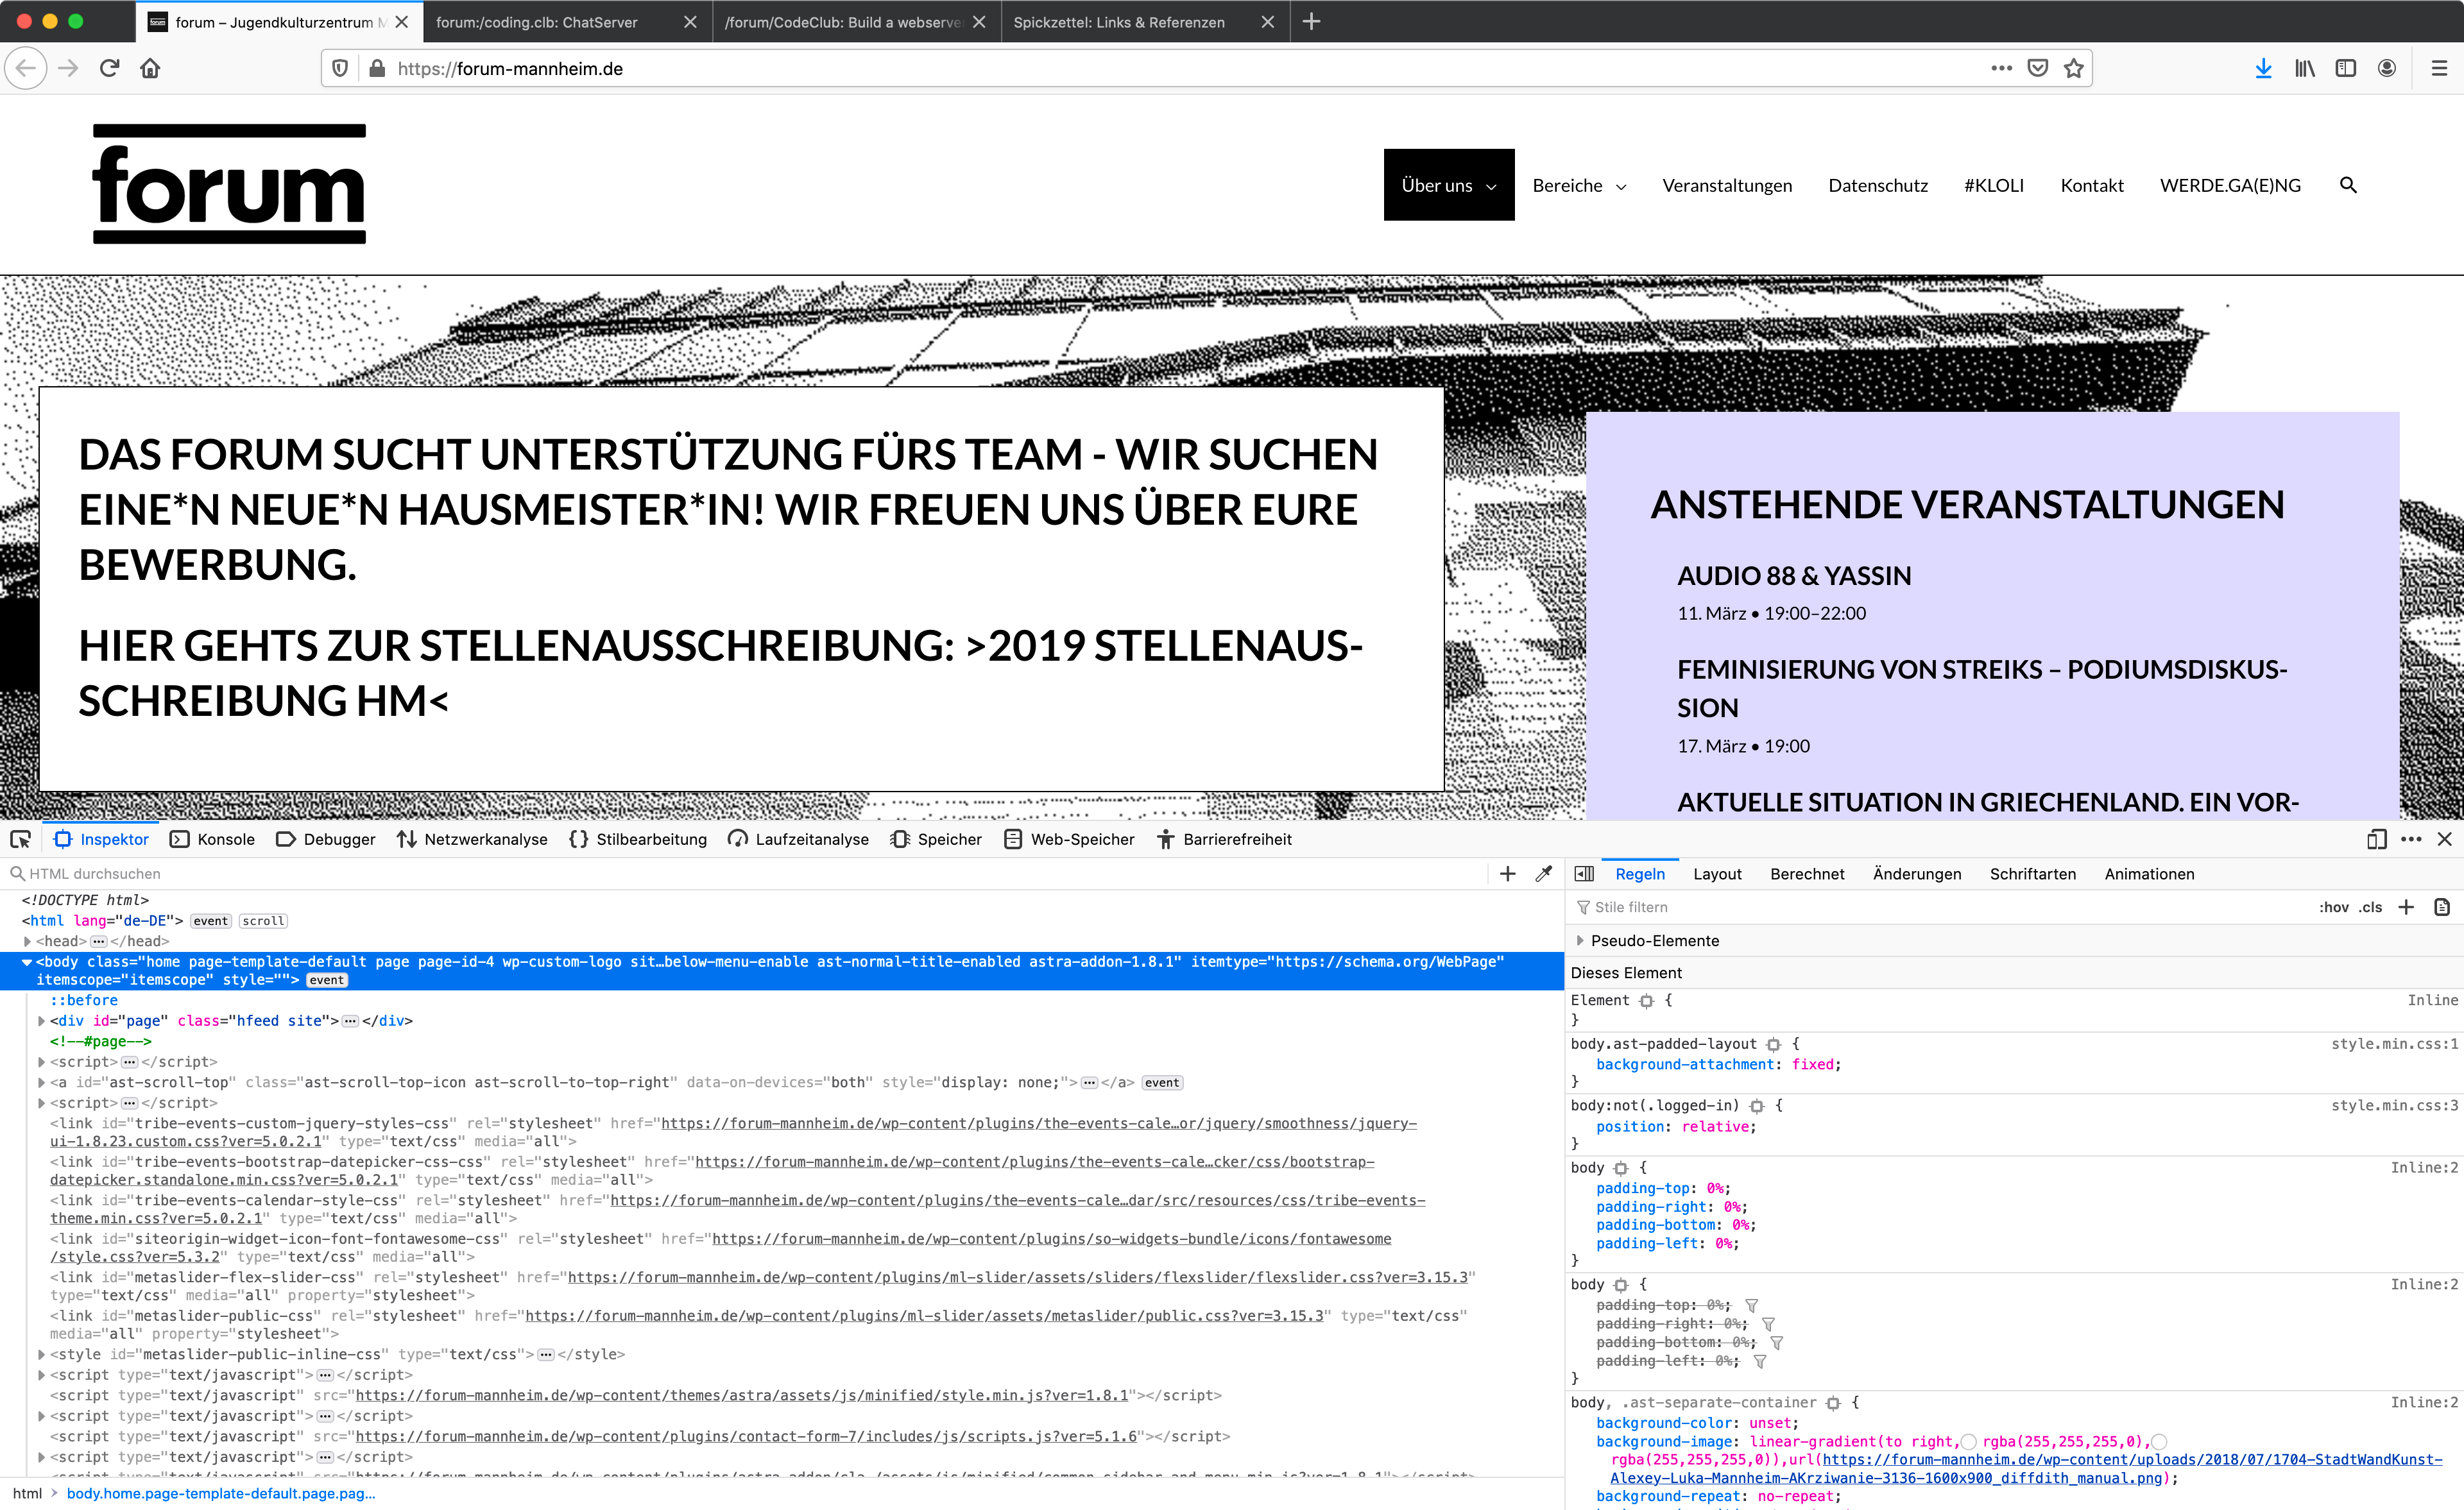 forum – Jugendkulturzentrum M
forum:/coding.clb: ChatServer
/forum/CodeClub: Build a webserver
Spickzettel: Links & Referenzen
https://forum-mannheim.de
forum
Über uns
Bereiche
Veranstaltungen
Datenschutz
#KLOLI
Kontakt
WERDE.GA(E)NG
DAS FORUM SUCHT UNTERSTÜTZUNG FÜRS TEAM - WIR SUCHEN
EINE*N NEUE*N HAUSMEISTER*IN! WIR FREUEN UNS ÜBER EURE
BEWERBUNG.
HIER GEHTS ZUR STELLENAUSSCHREIBUNG: >2019 STELLENAUS-
SCHREIBUNG HM<
ANSTEHENDE VERANSTALTUNGEN
AUDIO 88 & YASSIN
11. März • 19:00–22:00
FEMINISIERUNG VON STREIKS – PODIUMSDISKUS-
SION
17. März • 19:00
AKTUELLE SITUATION IN GRIECHENLAND. EIN VOR-
Inspektor
Konsole
Debugger
Netzwerkanalyse
Stilbearbeitung
Laufzeitanalyse
Speicher
Web-Speicher
Barrierefreiheit
HTML durchsuchen
<!DOCTYPE html>
<html lang="de-DE"> event scroll
<head>⋯</head>
<body class="home page-template-default page page-id-4 wp-custom-logo sit…below-menu-enable ast-normal-title-enabled astra-addon-1.8.1" itemtype="https://schema.org/WebPage"
itemscope="itemscope" style=""> event
::before
<div id="page" class="hfeed site">⋯</div>
<!--#page-->
<script>⋯</script>
<a id="ast-scroll-top" class="ast-scroll-top-icon ast-scroll-to-top-right" data-on-devices="both" style="display: none;">⋯</a> event
<script>⋯</script>
<link id="tribe-events-custom-jquery-styles-css" rel="stylesheet" href="https://forum-mannheim.de/wp-content/plugins/the-events-cale…or/jquery/smoothness/jquery-
ui-1.8.23.custom.css?ver=5.0.2.1" type="text/css" media="all">
<link id="tribe-events-bootstrap-datepicker-css-css" rel="stylesheet" href="https://forum-mannheim.de/wp-content/plugins/the-events-cale…cker/css/bootstrap-
datepicker.standalone.min.css?ver=5.0.2.1" type="text/css" media="all">
<link id="tribe-events-calendar-style-css" rel="stylesheet" href="https://forum-mannheim.de/wp-content/plugins/the-events-cale…dar/src/resources/css/tribe-events-
theme.min.css?ver=5.0.2.1" type="text/css" media="all">
<link id="siteorigin-widget-icon-font-fontawesome-css" rel="stylesheet" href="https://forum-mannheim.de/wp-content/plugins/so-widgets-bundle/icons/fontawesome
/style.css?ver=5.3.2" type="text/css" media="all">
<link id="metaslider-flex-slider-css" rel="stylesheet" href="https://forum-mannheim.de/wp-content/plugins/ml-slider/assets/sliders/flexslider/flexslider.css?ver=3.15.3"
type="text/css" media="all" property="stylesheet">
<link id="metaslider-public-css" rel="stylesheet" href="https://forum-mannheim.de/wp-content/plugins/ml-slider/assets/metaslider/public.css?ver=3.15.3" type="text/css"
media="all" property="stylesheet">
<style id="metaslider-public-inline-css" type="text/css">⋯</style>
<script type="text/javascript">⋯</script>
<script type="text/javascript" src="https://forum-mannheim.de/wp-content/themes/astra/assets/js/minified/style.min.js?ver=1.8.1"></script>
<script type="text/javascript">⋯</script>
<script type="text/javascript" src="https://forum-mannheim.de/wp-content/plugins/contact-form-7/includes/js/scripts.js?ver=5.1.6"></script>
<script type="text/javascript">⋯</script>
html > body.home.page-template-default.page.pag…
Regeln
Layout
Berechnet
Änderungen
Schriftarten
Animationen
Stile filtern
:hov .cls
Pseudo-Elemente
Dieses Element
Element { Inline
}
body.ast-padded-layout { style.min.css:1
background-attachment: fixed;
}
body:not(.logged-in) { style.min.css:3
position: relative;
}
body { Inline:2
padding-top: 0%;
padding-right: 0%;
padding-bottom: 0%;
padding-left: 0%;
}
body { Inline:2
padding-top: 0%;
padding-right: 0%;
padding-bottom: 0%;
padding-left: 0%;
}
body, .ast-separate-container { Inline:2
background-color: unset;
background-image: linear-gradient(to right, rgba(255,255,255,0),
rgba(255,255,255,0)),url(https://forum-mannheim.de/wp-content/uploads/2018/07/1704-StadtWandKunst-
Alexey-Luka-Mannheim-AKrziwanie-3136-1600x900_diffdith_manual.png);
background-repeat: no-repeat;